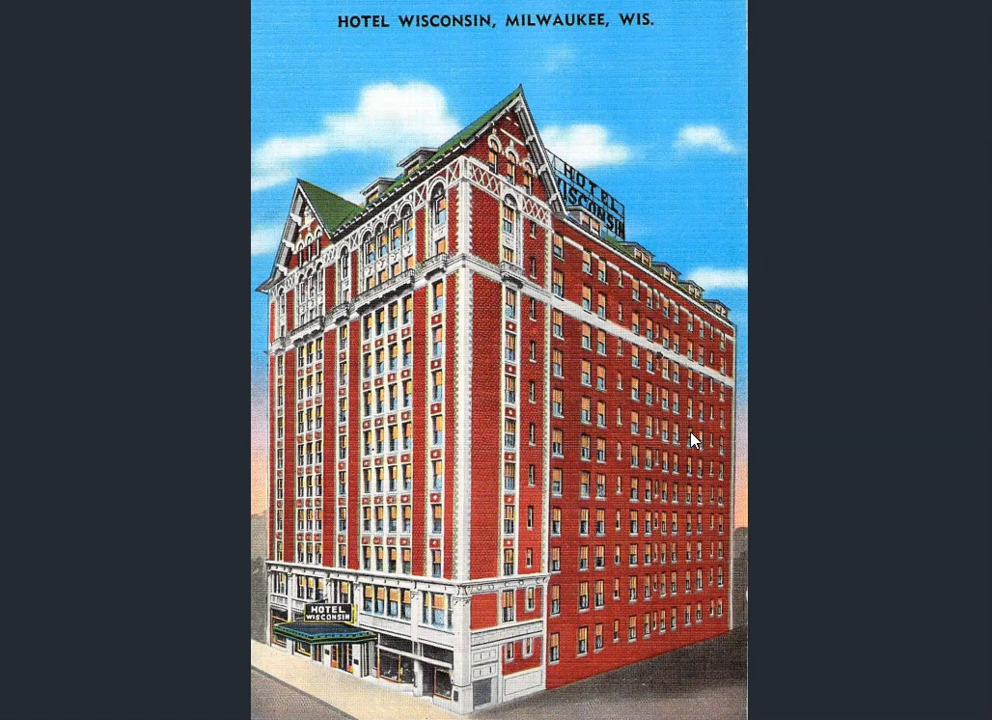 HOTEL WISCONSIN, MILWAUKEE, WIS.
HOTEL
WISCONSIN
HOTEL
WISCONSIN